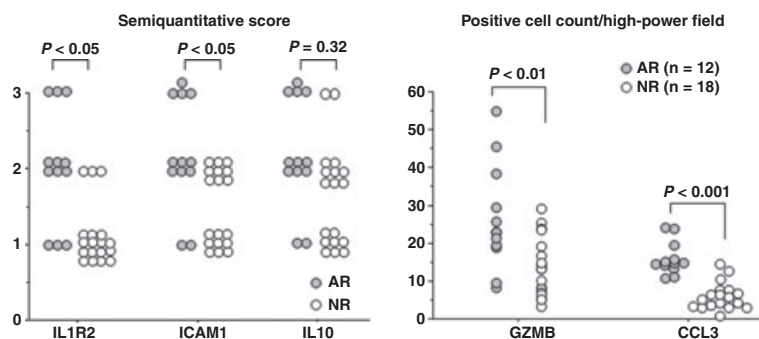 Semiquantitative score
P < 0.05
P < 0.05
P = 0.32
3
2
1
0
AR
NR
IL1R2
ICAM1
IL10
Positive cell count/high-power field
AR (n = 12)
NR (n = 18)
P < 0.01
P < 0.001
60
50
40
30
20
10
0
GZMB
CCL3